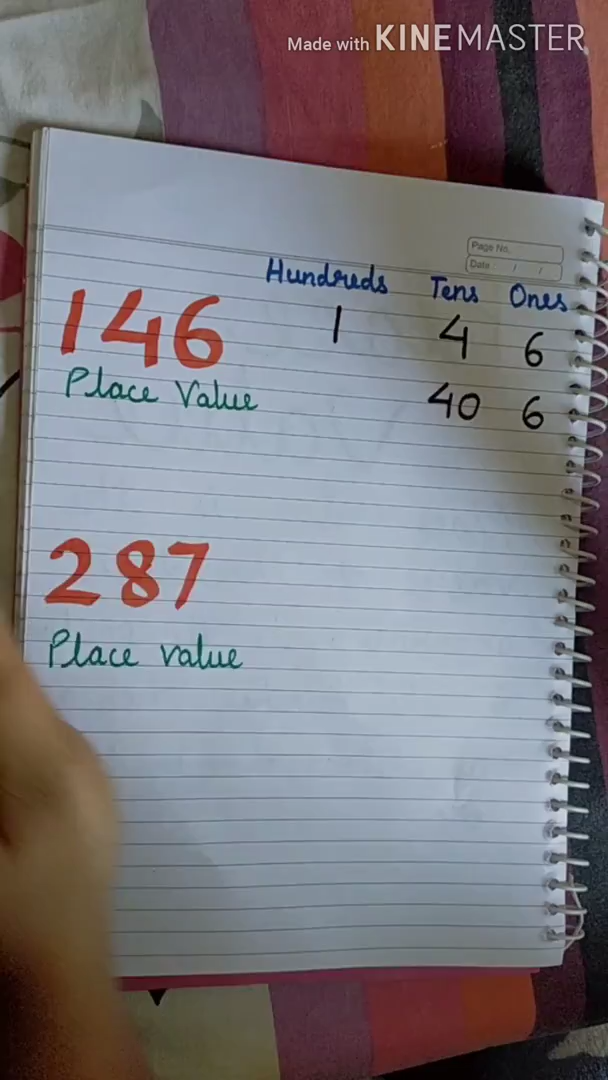 Made with KINEMASTER
Page No.
Date / /
Hundreds Tens Ones
146 1 4 6
Place Value 40 6
287
Place value